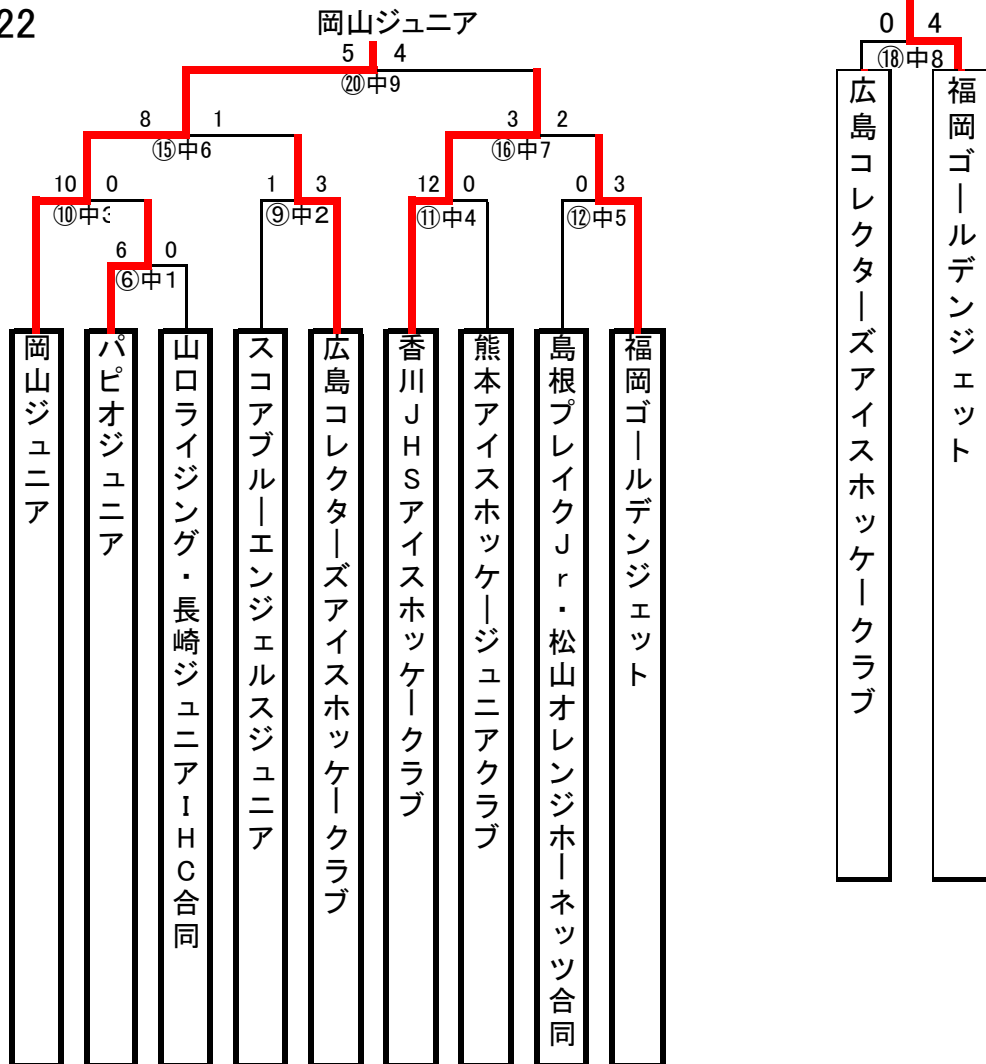 22
岡山ジュニア
5 4
⑳中9
8 1
⑮中6
3 2
⑯中7
10 0
⑩中3
1 3
⑨中2
12 0
⑪中4
0 3
⑫中5
6 0
⑥中1
岡山ジュニア
パピオジュニア
山口ライジング・長崎ジュニアIHC合同
スコアブルーエンジェルスジュニア
広島コレクターズアイスホッケークラブ
香川JHSアイスホッケークラブ
熊本アイスホッケージュニアクラブ
島根ブレイクJr・松山オレンジホーネッツ合同
福岡ゴールデンジェット
0 4
⑱中8
広島コレクターズアイスホッケークラブ
福岡ゴールデンジェット